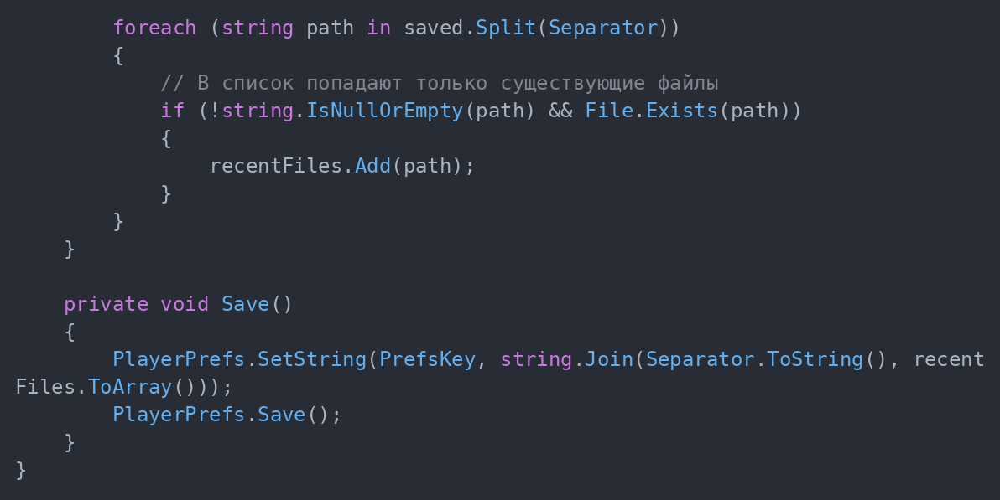 foreach (string path in saved.Split(Separator))
        {
            // В список попадают только существующие файлы
            if (!string.IsNullOrEmpty(path) && File.Exists(path))
            {
                recentFiles.Add(path);
            }
        }
    }

    private void Save()
    {
        PlayerPrefs.SetString(PrefsKey, string.Join(Separator.ToString(), recent
Files.ToArray()));
        PlayerPrefs.Save();
    }
}